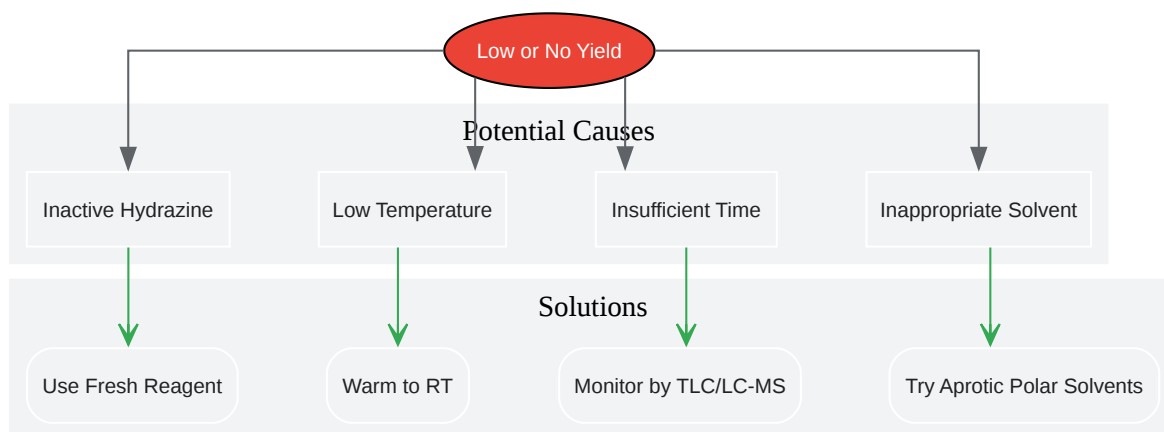 Low or No Yield
Potential Causes
Inactive Hydrazine
Low Temperature
Insufficient Time
Inappropriate Solvent
Solutions
Use Fresh Reagent
Warm to RT
Monitor by TLC/LC-MS
Try Aprotic Polar Solvents